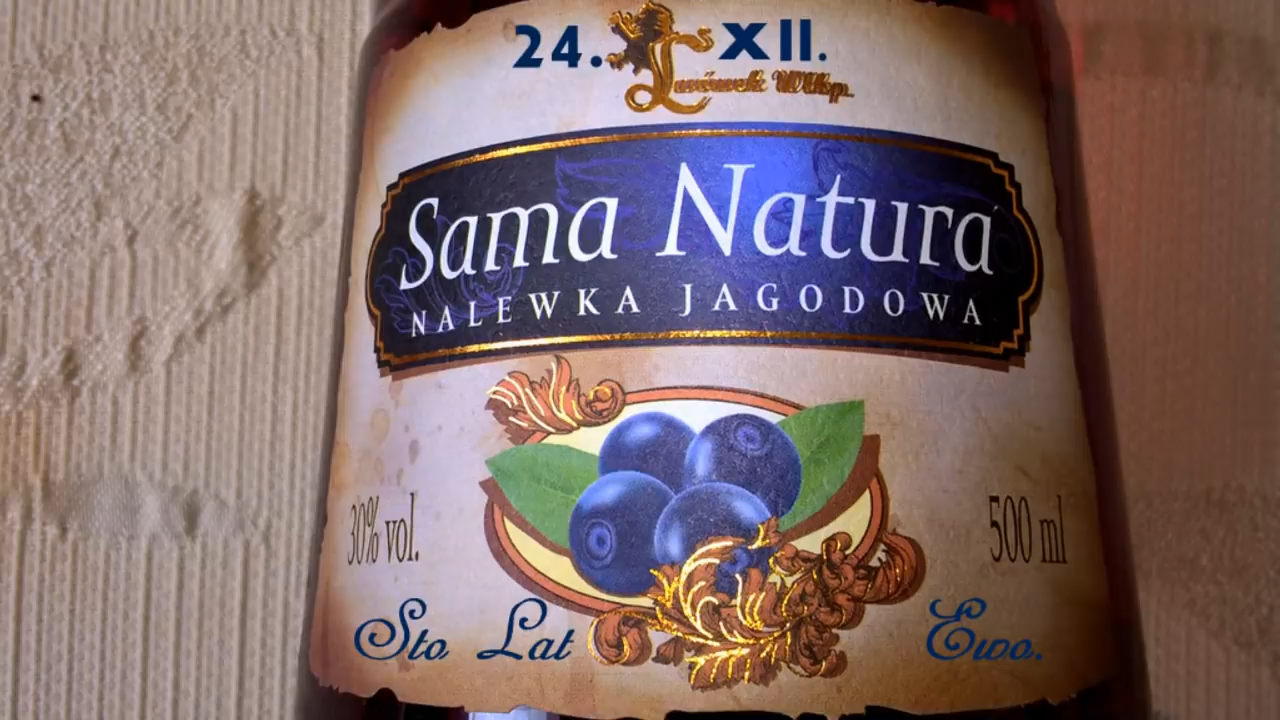 24. XII.
Sama Natura
NALEWKA JAGODOWA
30% vol.
500 ml
Sto Lat Ewo.